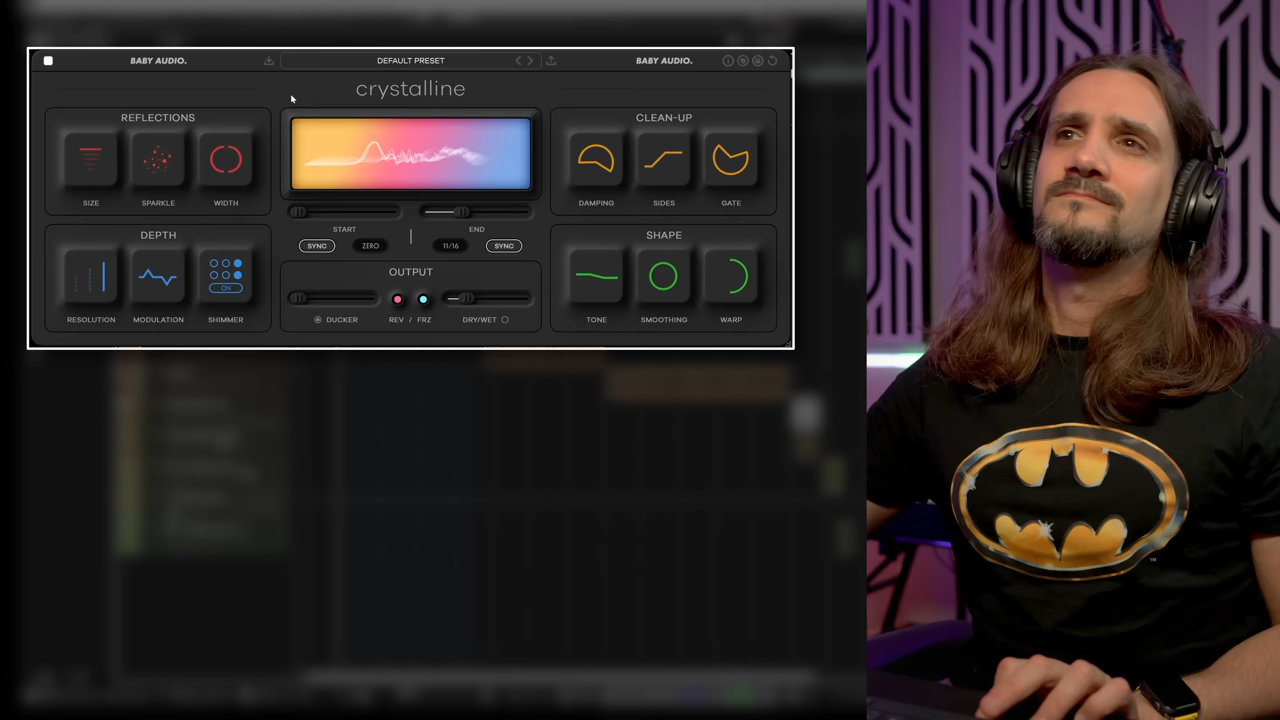 BABY AUDIO.
DEFAULT PRESET
BABY AUDIO.
crystalline
REFLECTIONS
SIZE SPARKLE WIDTH
START END
SYNC ZERO 11/16 SYNC
CLEAN-UP
DAMPING SIDES GATE
DEPTH
ON
RESOLUTION MODULATION SHIMMER
OUTPUT
DUCKER REV / FRZ DRY/WET
SHAPE
TONE SMOOTHING WARP
TM